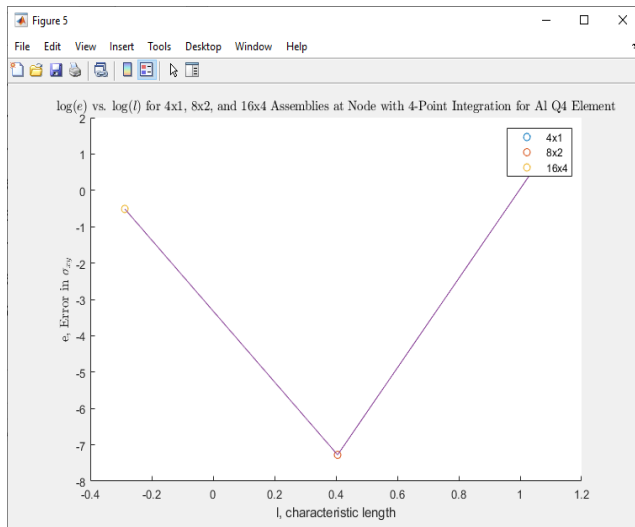 Figure 5
File Edit View Insert Tools Desktop Window Help
log(e) vs. log(l) for 4x1, 8x2, and 16x4 Assemblies at Node with 4-Point Integration for Al Q4 Element
2
1
0
-1
-2
-3
-4
-5
-6
-7
-8
e, Error in σxy
4x1
8x2
16x4
-0.4 -0.2 0 0.2 0.4 0.6 0.8 1 1.2
l, characteristic length